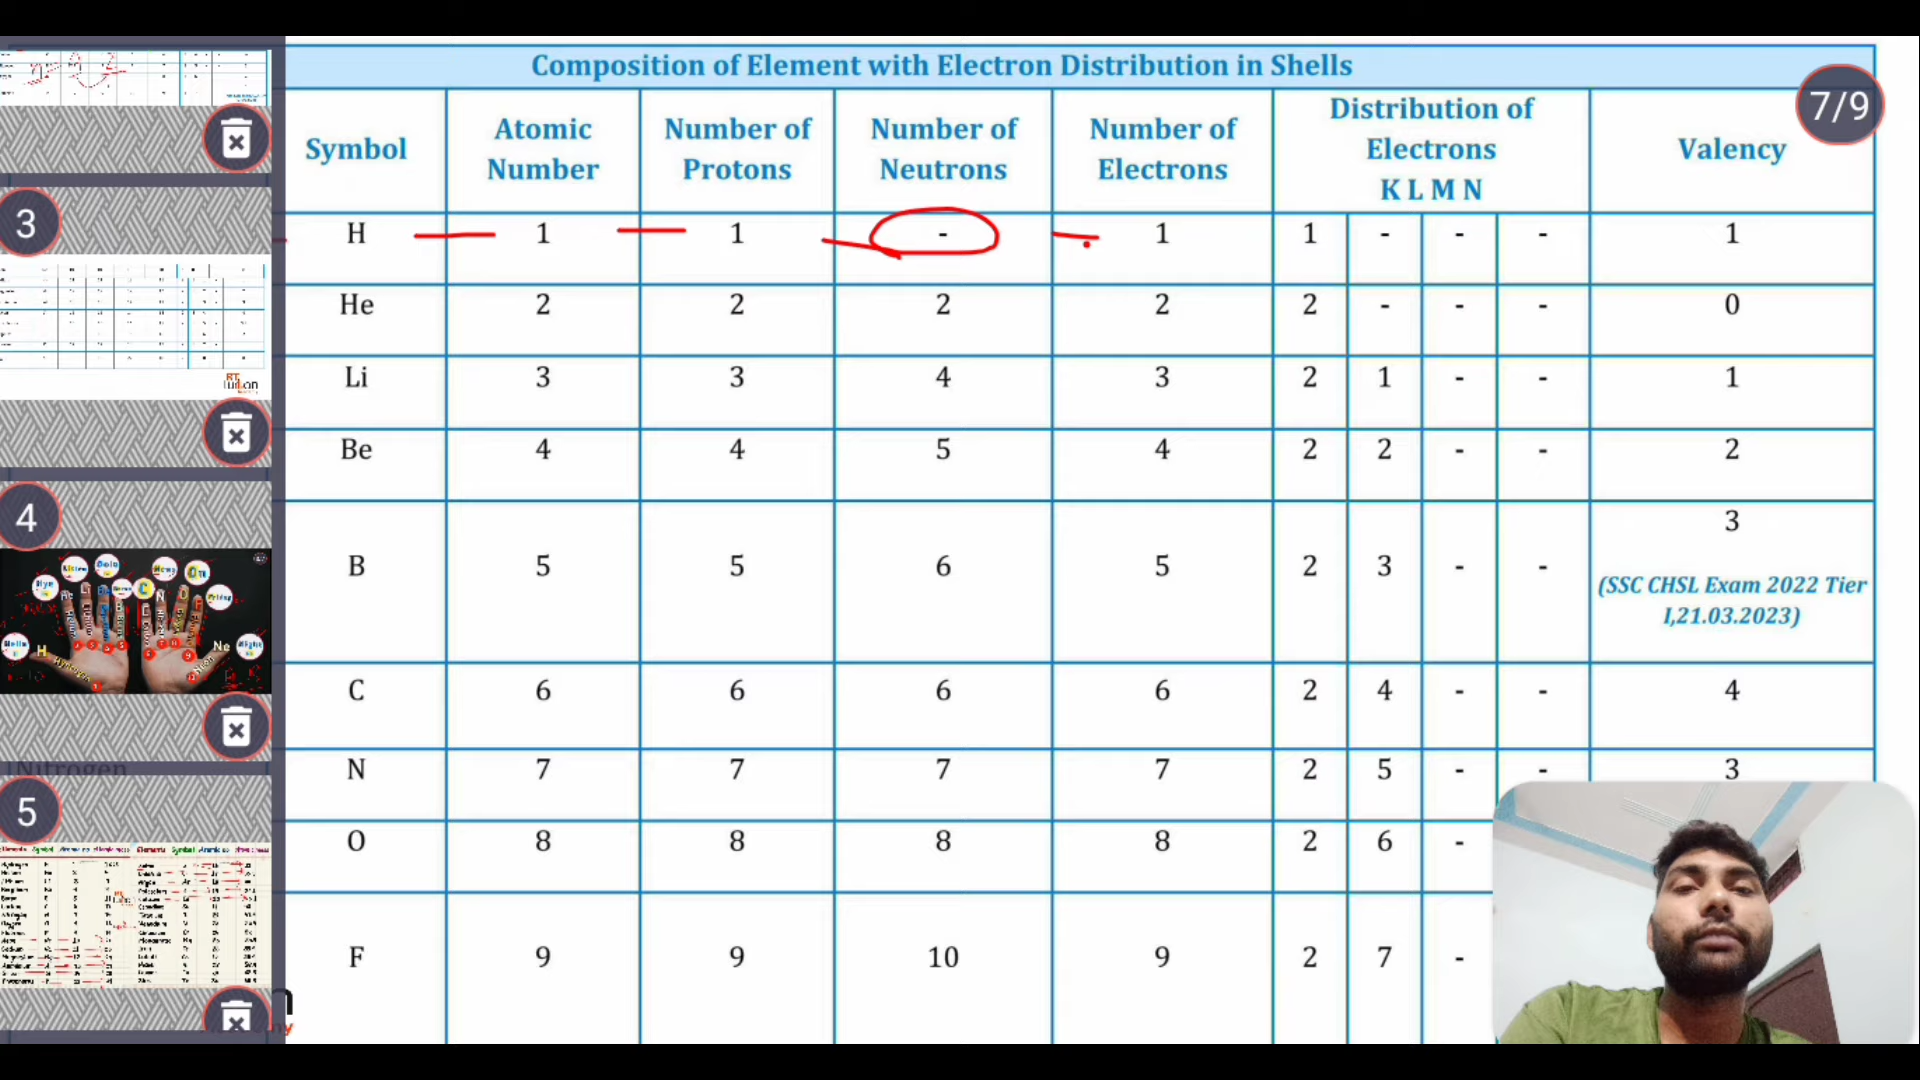 Composition of Element with Electron Distribution in Shells
7/9
Symbol
Atomic Number
Number of Protons
Number of Neutrons
Number of Electrons
Distribution of Electrons K L M N
Valency
H 1 1 - 1 1 - - - 1
He 2 2 2 2 2 - - - 0
Li 3 3 4 3 2 1 - - 1
Be 4 4 5 4 2 2 - - 2
B 5 5 6 5 2 3 - - 3
(SSC CHSL Exam 2022 Tier
I,21.03.2023)
C 6 6 6 6 2 4 - - 4
N 7 7 7 7 2 5 - - 3
O 8 8 8 8 2 6 -
F 9 9 10 9 2 7 -
3
4
H
Ne
Nitrogen
5